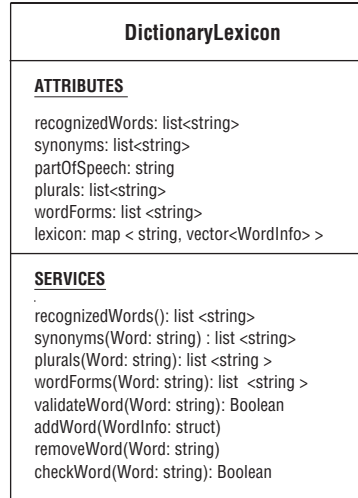 DictionaryLexicon
ATTRIBUTES
recognizedWords: list<string>
synonyms: list<string>
partOfSpeech: string
plurals: list<string>
wordForms: list <string>
lexicon: map < string, vector<WordInfo> >
SERVICES
.
recognizedWords(): list <string>
synonyms(Word: string) : list <string>
plurals(Word: string): list <string >
wordForms(Word: string): list <string >
validateWord(Word: string): Boolean
addWord(WordInfo: struct)
removeWord(Word: string)
checkWord(Word: string): Boolean